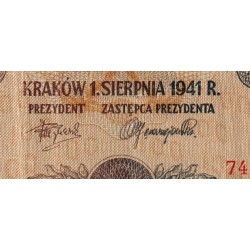 KRAKÓW 1. SIERPNIA 1941 R.
PREZYDENT ZASTĘPCA PREZYDENTA
74